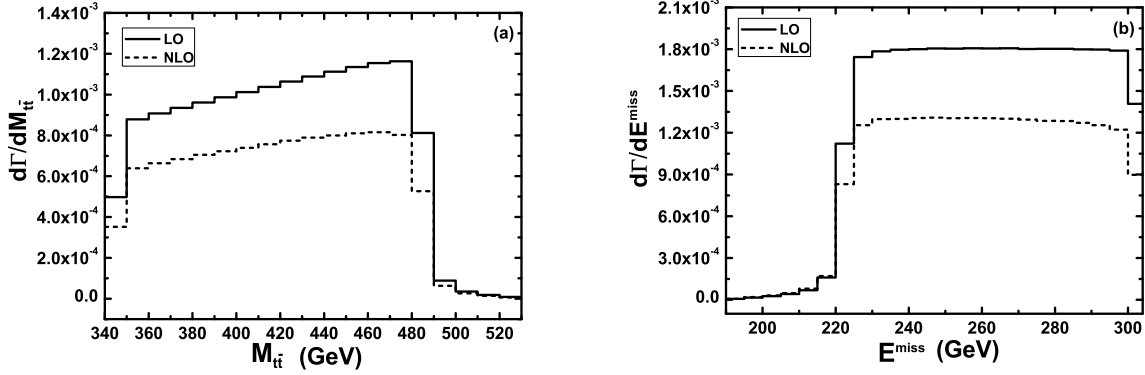 1.4x10⁻³
1.2x10⁻³
1.0x10⁻³
8.0x10⁻⁴
6.0x10⁻⁴
4.0x10⁻⁴
2.0x10⁻⁴
0.0
dΓ/dM_tt̄
LO
NLO
(a)
340 360 380 400 420 440 460 480 500 520
M_tt̄ (GeV)
2.1x10⁻³
1.8x10⁻³
1.5x10⁻³
1.2x10⁻³
9.0x10⁻⁴
6.0x10⁻⁴
3.0x10⁻⁴
0.0
dΓ/dEᵐⁱˢˢ
LO
NLO
(b)
200 220 240 260 280 300
Eᵐⁱˢˢ (GeV)